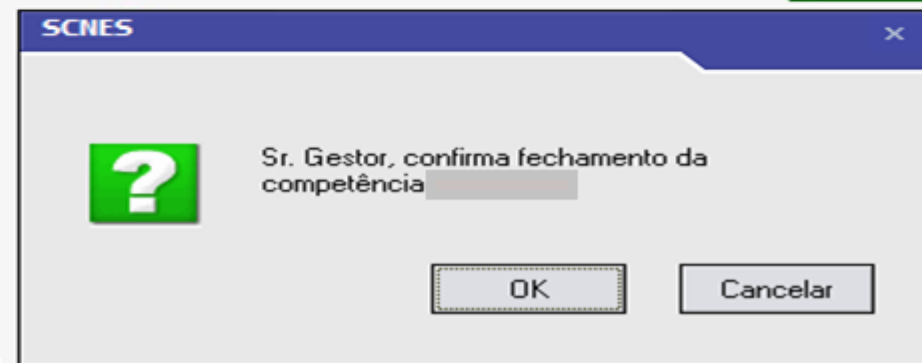 SCNES
Sr. Gestor, confirma fechamento da
competência
OK
Cancelar